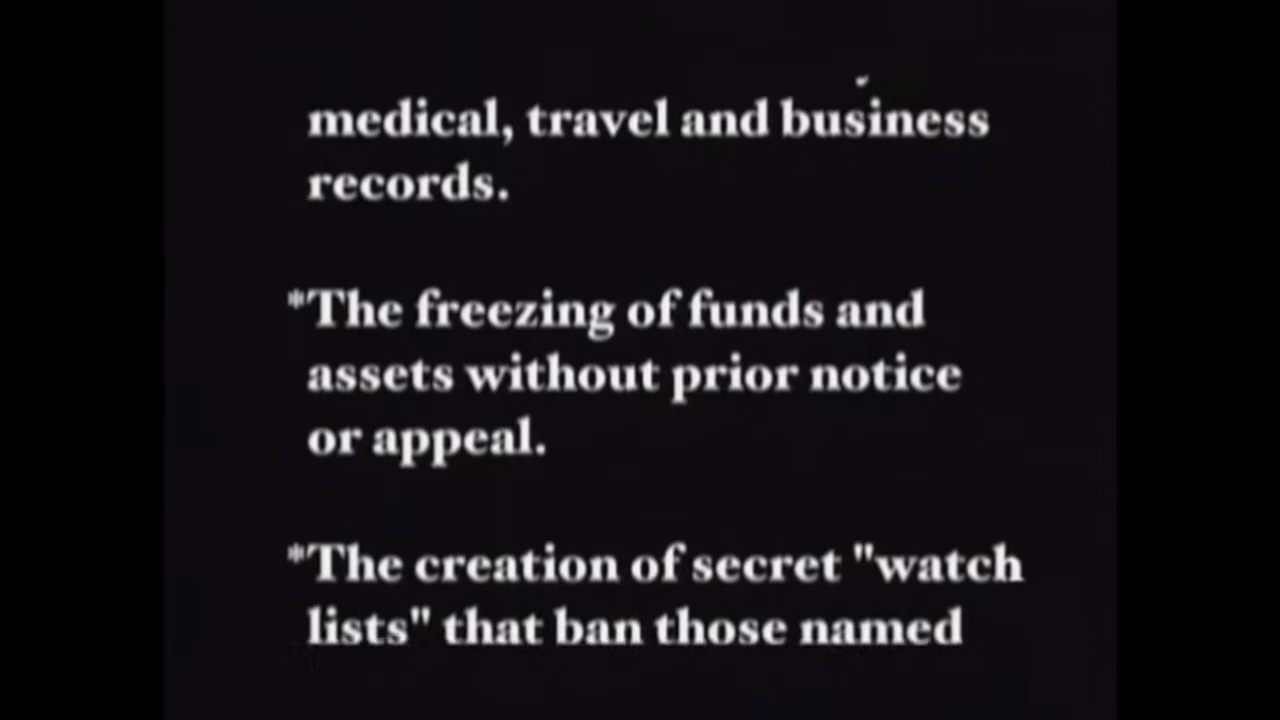 medical, travel and business
records.
*The freezing of funds and
assets without prior notice
or appeal.
*The creation of secret "watch
lists" that ban those named